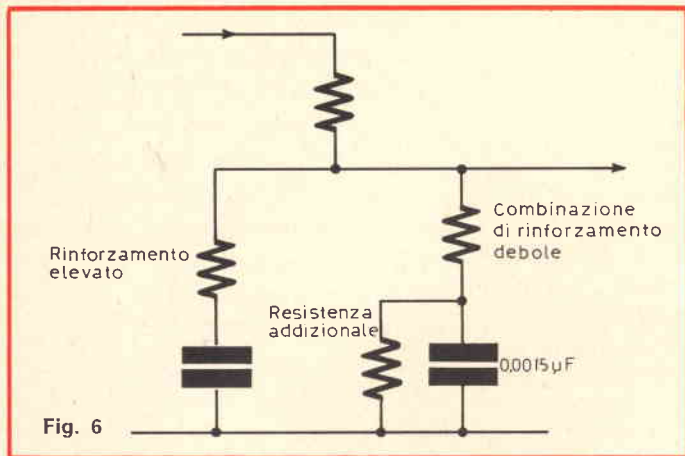 Rinforzamento
elevato
Combinazione
di rinforzamento
debole
Resistenza
addizionale
0,0015µF
Fig. 6